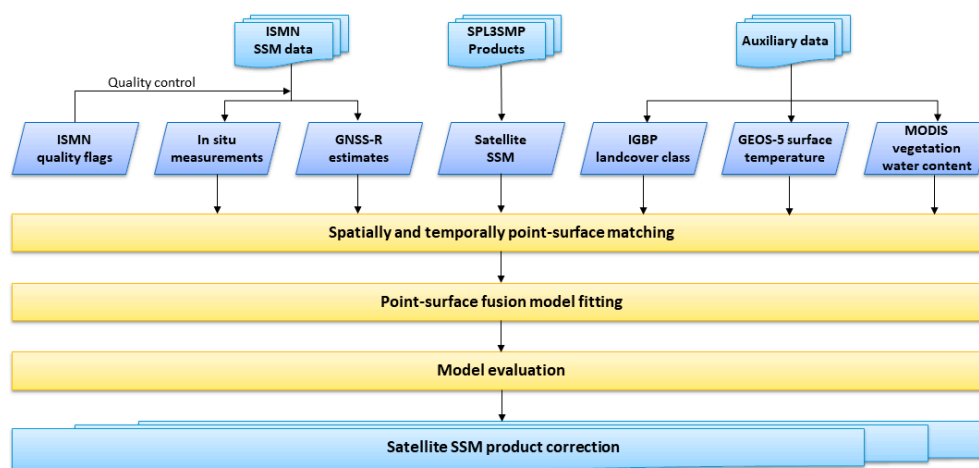 ISMN
SSM data
SPL3SMP
Products
Auxiliary data
Quality control
ISMN
quality flags
In situ
measurements
GNSS-R
estimates
Satellite
SSM
IGBP
landcover class
GEOS-5 surface
temperature
MODIS
vegetation
water content
Spatially and temporally point-surface matching
Point-surface fusion model fitting
Model evaluation
Satellite SSM product correction